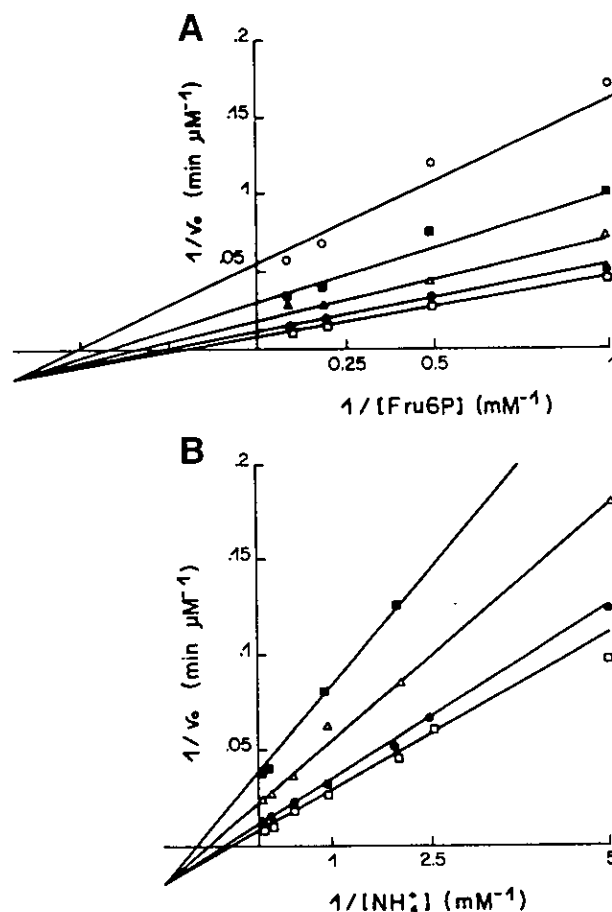 A
.2
.15
.1
.05
1/v₀ (min μM⁻¹)
0.25
0.5
1
1/[Fru6P] (mM⁻¹)
B
.2
.15
.1
.05
1/v₀ (min μM⁻¹)
1
2.5
5
1/[NH₄⁺] (mM⁻¹)